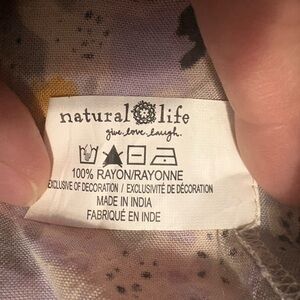 natural life
give. love. laugh.
100% RAYON/RAYONNE
EXCLUSIVE OF DECORATION / EXCLUSIVITÉ DE DÉCORATION
MADE IN INDIA
FABRIQUÉ EN INDE